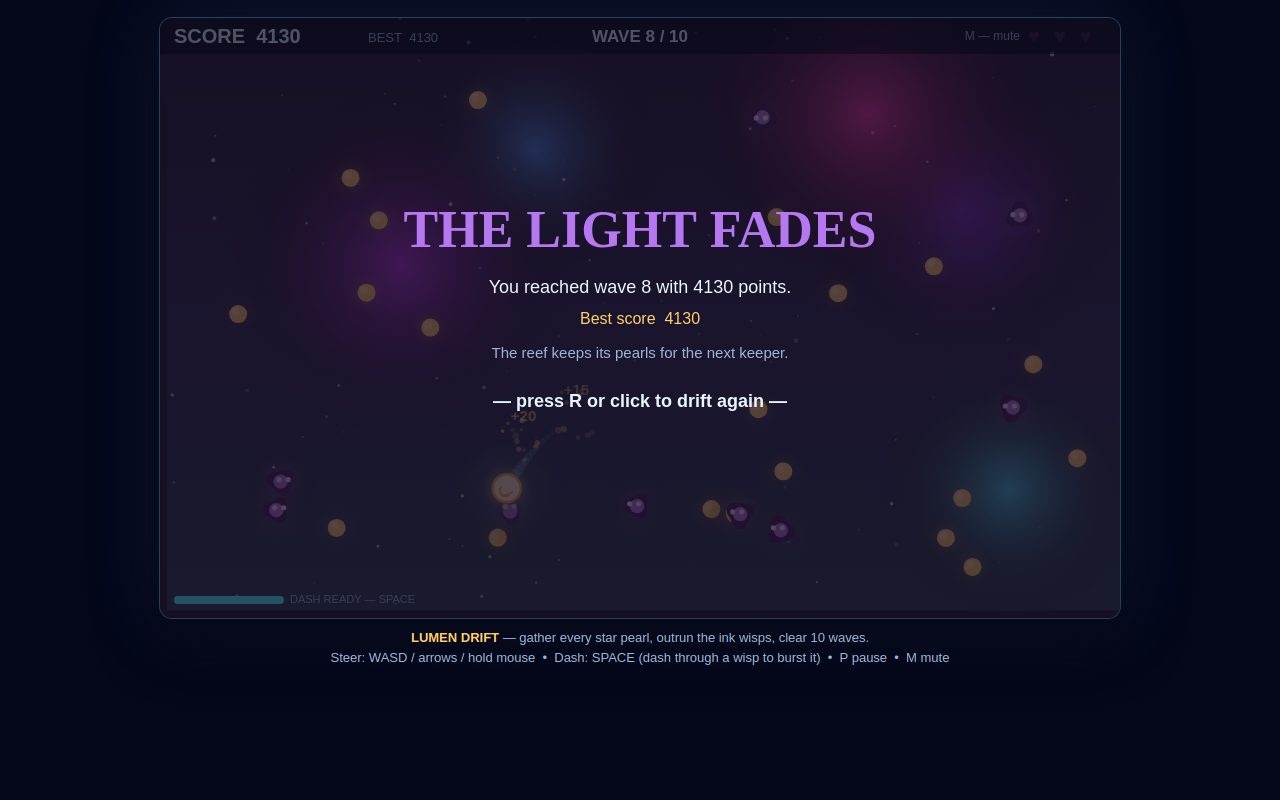 SCORE 4130 BEST 4130 WAVE 8 / 10 M — mute ♥ ♥ ♥
THE LIGHT FADES
You reached wave 8 with 4130 points.
Best score 4130
The reef keeps its pearls for the next keeper.
+15
— press R or click to drift again —
+20
DASH READY — SPACE
LUMEN DRIFT — gather every star pearl, outrun the ink wisps, clear 10 waves.
Steer: WASD / arrows / hold mouse • Dash: SPACE (dash through a wisp to burst it) • P pause • M mute